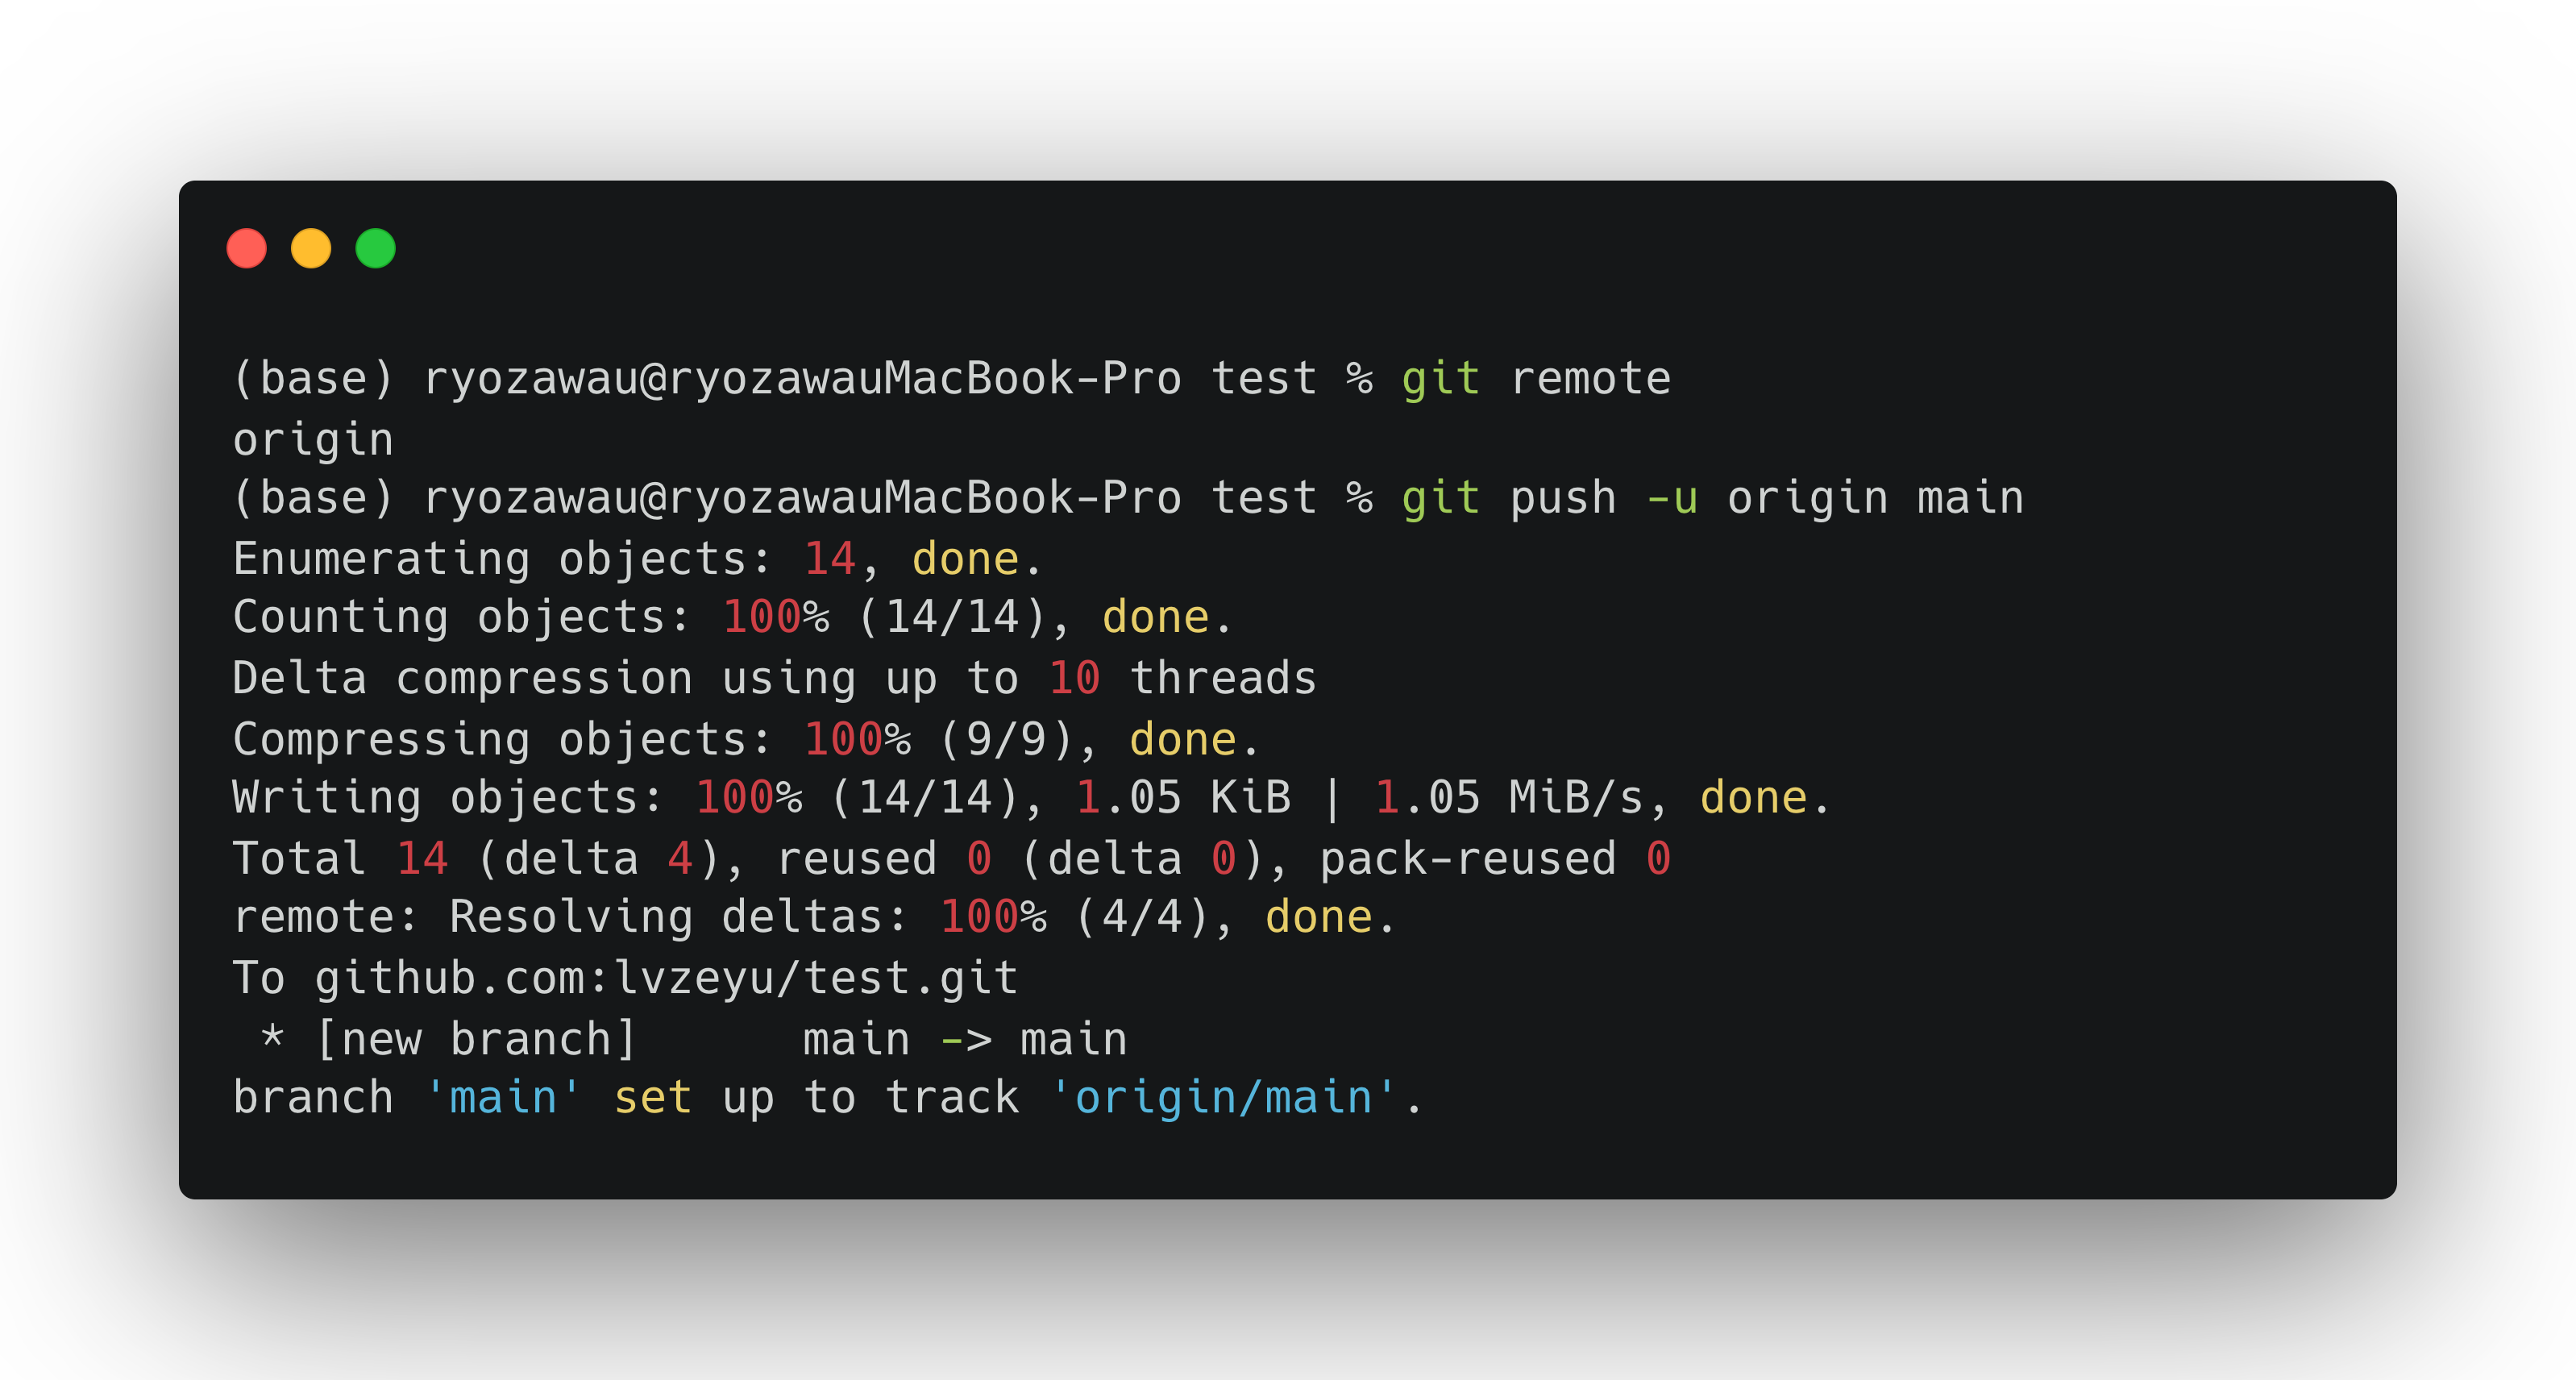 (base) ryozawau@ryozawauMacBook-Pro test % git remote
origin
(base) ryozawau@ryozawauMacBook-Pro test % git push -u origin main
Enumerating objects: 14, done.
Counting objects: 100% (14/14), done.
Delta compression using up to 10 threads
Compressing objects: 100% (9/9), done.
Writing objects: 100% (14/14), 1.05 KiB | 1.05 MiB/s, done.
Total 14 (delta 4), reused 0 (delta 0), pack-reused 0
remote: Resolving deltas: 100% (4/4), done.
To github.com:lvzeyu/test.git
 * [new branch]      main -> main
branch 'main' set up to track 'origin/main'.